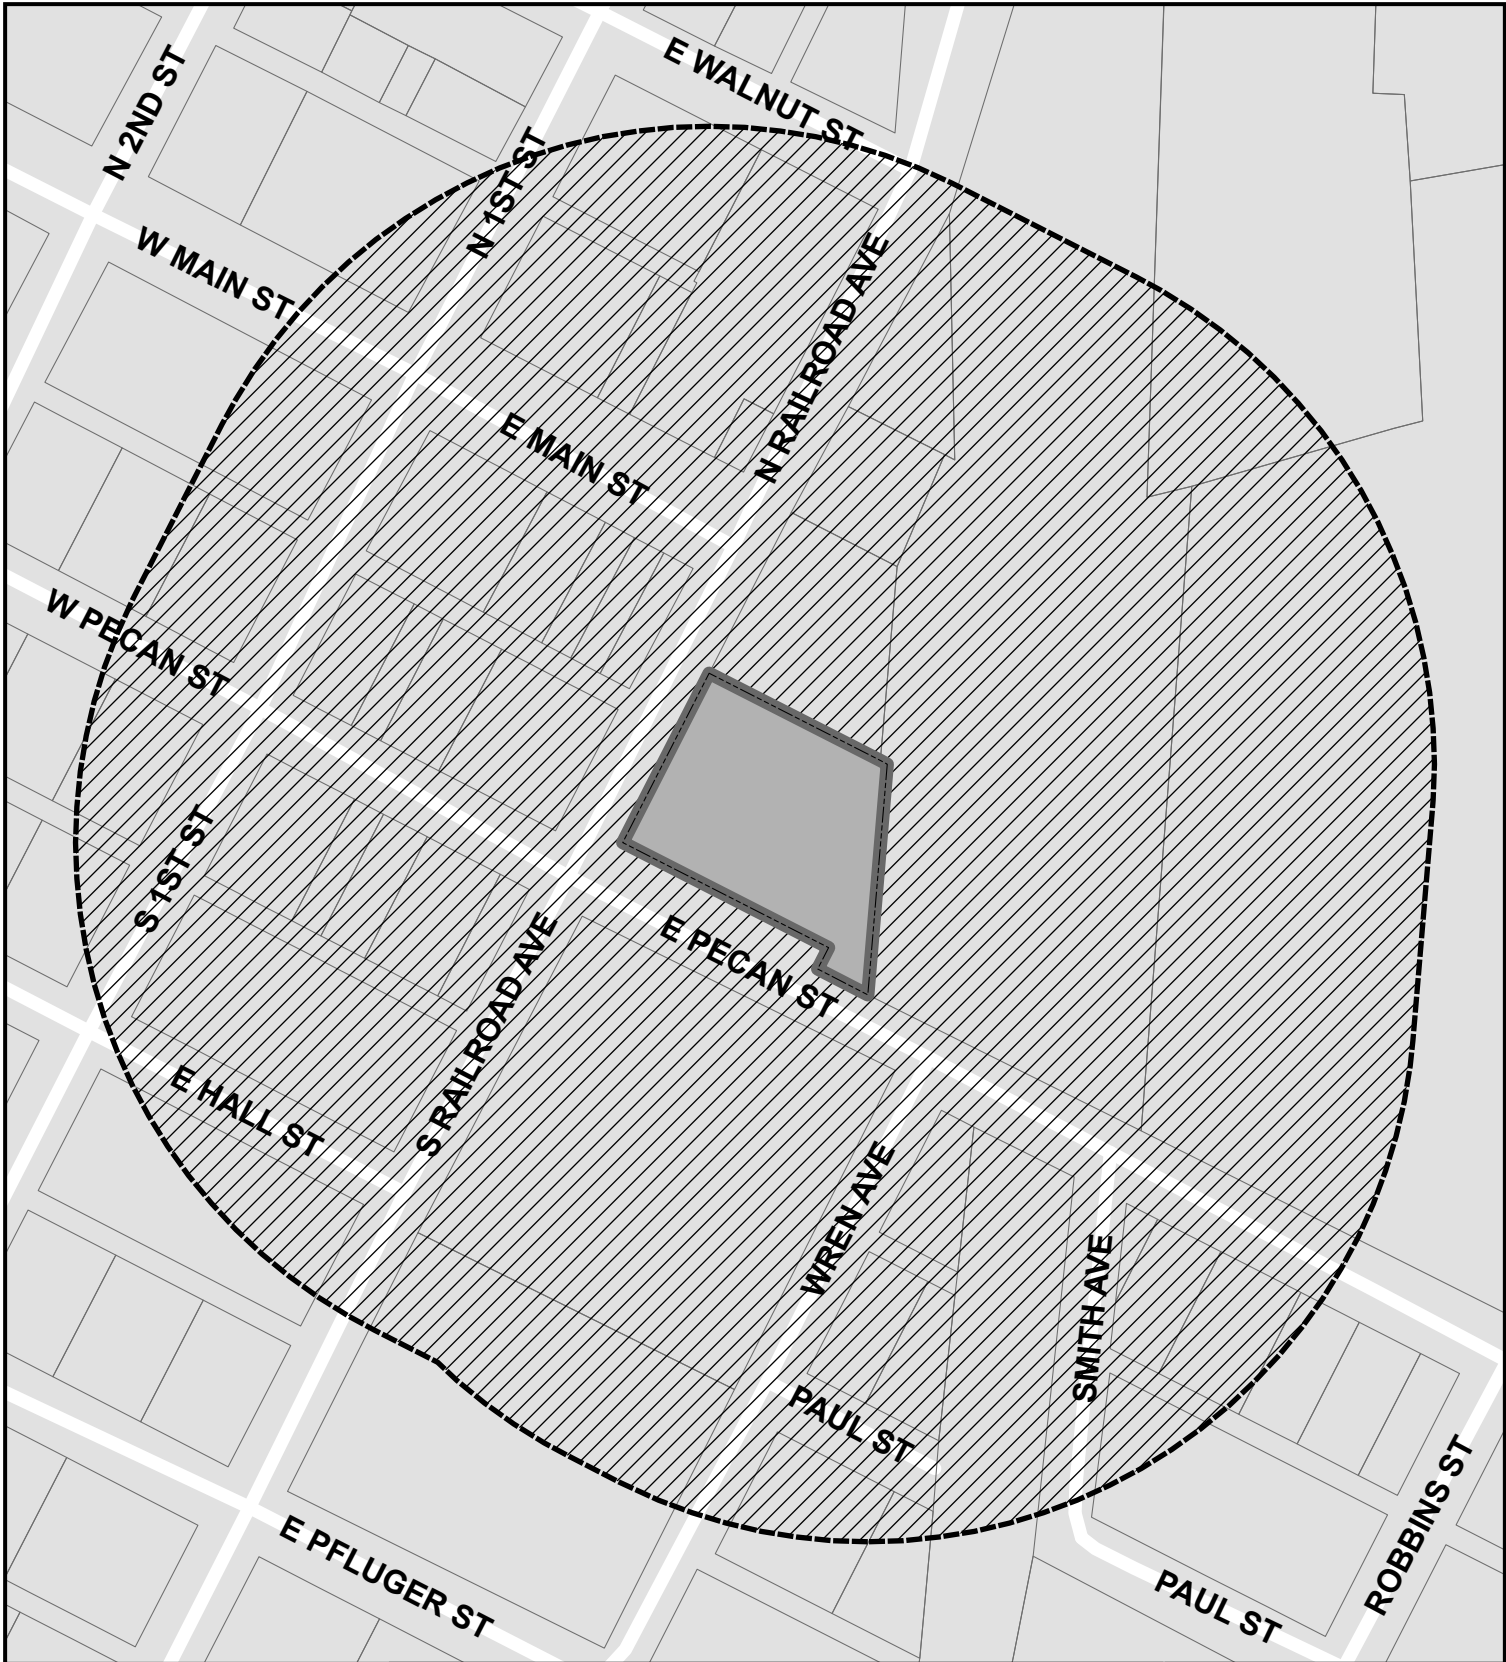 E WALNUT ST
N 2ND ST
N 1ST ST
W MAIN ST
N RAILROAD AVE
E MAIN ST
W PECAN ST
S 1ST ST
E PECAN ST
S RAILROAD AVE
E HALL ST
WREN AVE
SMITH AVE
PAUL ST
ROBBINS ST
E PFLUGER ST
PAUL ST